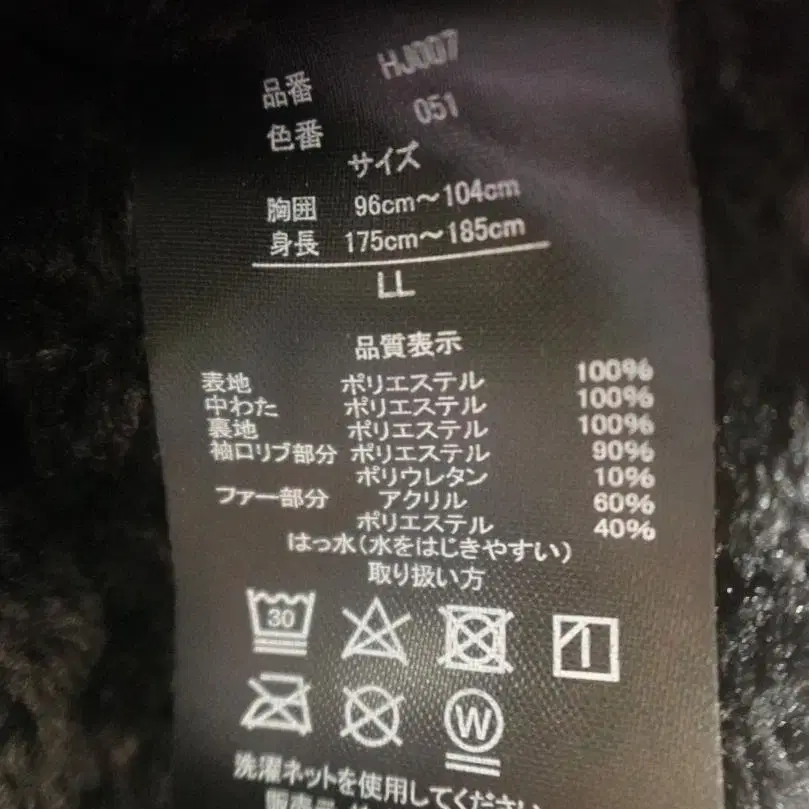 品番 HJ007
色番 051
サイズ
胸囲 96cm～104cm
身長 175cm～185cm
LL
品質表示
表地 ポリエステル 100%
中わた ポリエステル 100%
裏地 ポリエステル 100%
袖口リブ部分 ポリエステル 90%
ポリウレタン 10%
ファー部分 アクリル 60%
ポリエステル 40%
はっ水(水をはじきやすい)
取り扱い方
30
W
洗濯ネットを使用してください